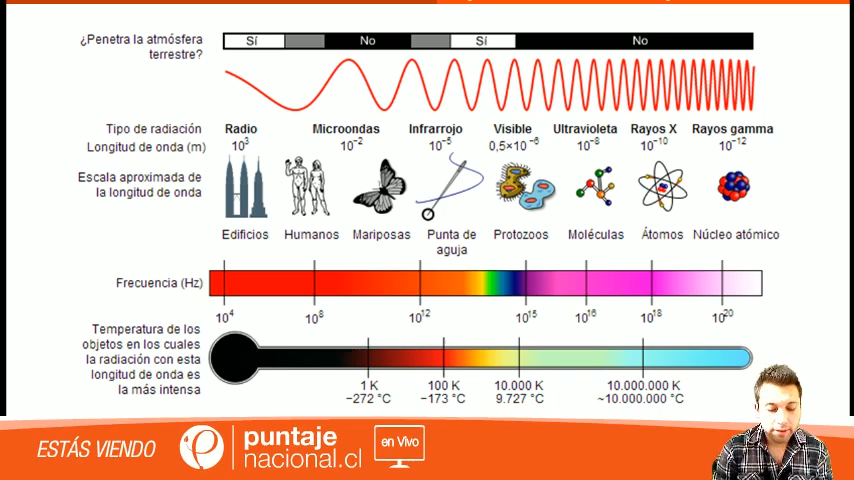 ¿Penetra la atmósfera
terrestre?
Sí No Sí No
Tipo de radiación Radio Microondas Infrarrojo Visible Ultravioleta Rayos X Rayos gamma
Longitud de onda (m) 10³ 10⁻² 10⁻⁵ 0,5×10⁻⁶ 10⁻⁸ 10⁻¹⁰ 10⁻¹²
Escala aproximada de
la longitud de onda
Edificios Humanos Mariposas Punta de aguja Protozoos Moléculas Átomos Núcleo atómico
Frecuencia (Hz)
10⁴ 10⁸ 10¹² 10¹⁵ 10¹⁶ 10¹⁸ 10²⁰
Temperatura de los
objetos en los cuales
la radiación con esta
longitud de onda es
la más intensa
1 K 100 K 10.000 K 10.000.000 K
−272 °C −173 °C 9.727 °C ~10.000.000 °C
ESTÁS VIENDO
puntaje
nacional.cl
en Vivo